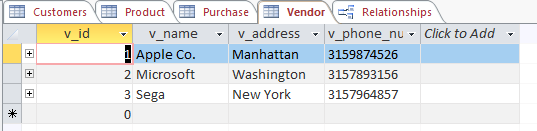 Customers Product Purchase Vendor Relationships
v_id v_name v_address v_phone_nu Click to Add
1 Apple Co. Manhattan 3159874526
2 Microsoft Washington 3157893156
3 Sega New York 3157964857
0